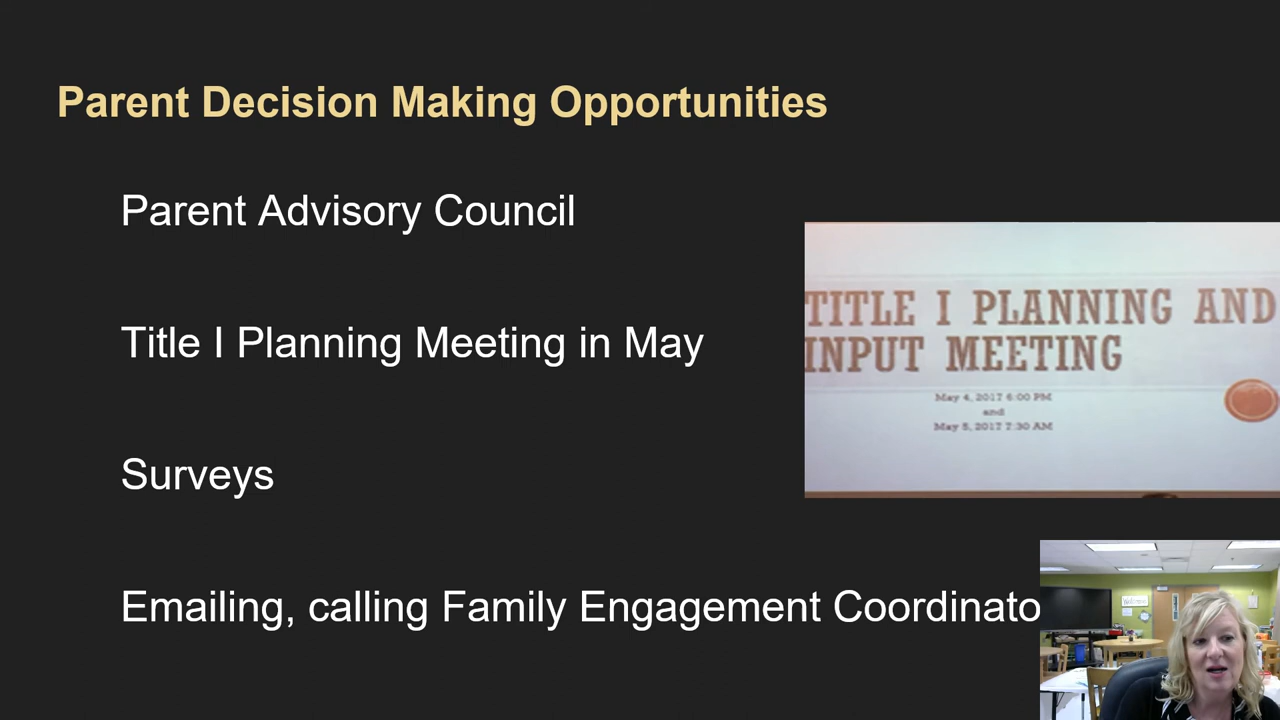 Parent Decision Making Opportunities
Parent Advisory Council
Title I Planning Meeting in May
Surveys
Emailing, calling Family Engagement Coordinato
TITLE I PLANNING AND
INPUT MEETING
May 4, 2017 6:00 PM
and
May 5, 2017 7:30 AM
Welcome